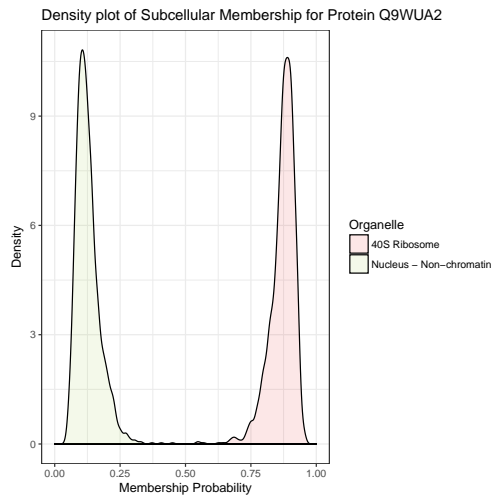 Density plot of Subcellular Membership for Protein Q9WUA2
9
6
3
0
Density
0.00 0.25 0.50 0.75 1.00
Membership Probability
Organelle
40S Ribosome
Nucleus − Non−chromatin